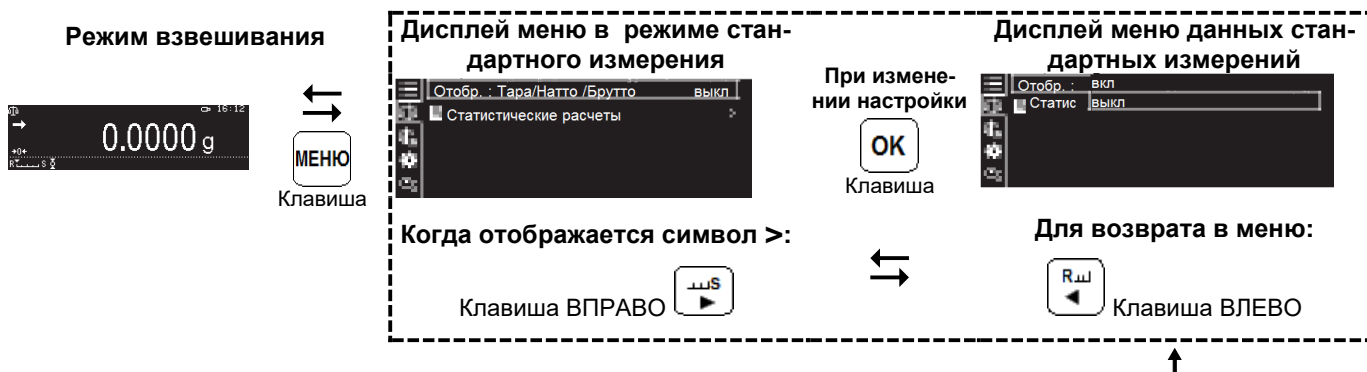 Режим взвешивания
16:12
0.0000 g
+0+
R S
МЕНЮ
Клавиша
Дисплей меню в режиме стан-
дартного измерения
Отобр. : Тара/Натто /Брутто выкл
Статистические расчеты >
При измене-
нии настройки
OK
Клавиша
Дисплей меню данных стан-
дартных измерений
Отобр. : вкл
Статис выкл
Когда отображается символ >:
Клавиша ВПРАВО S
Для возврата в меню:
R Клавиша ВЛЕВО